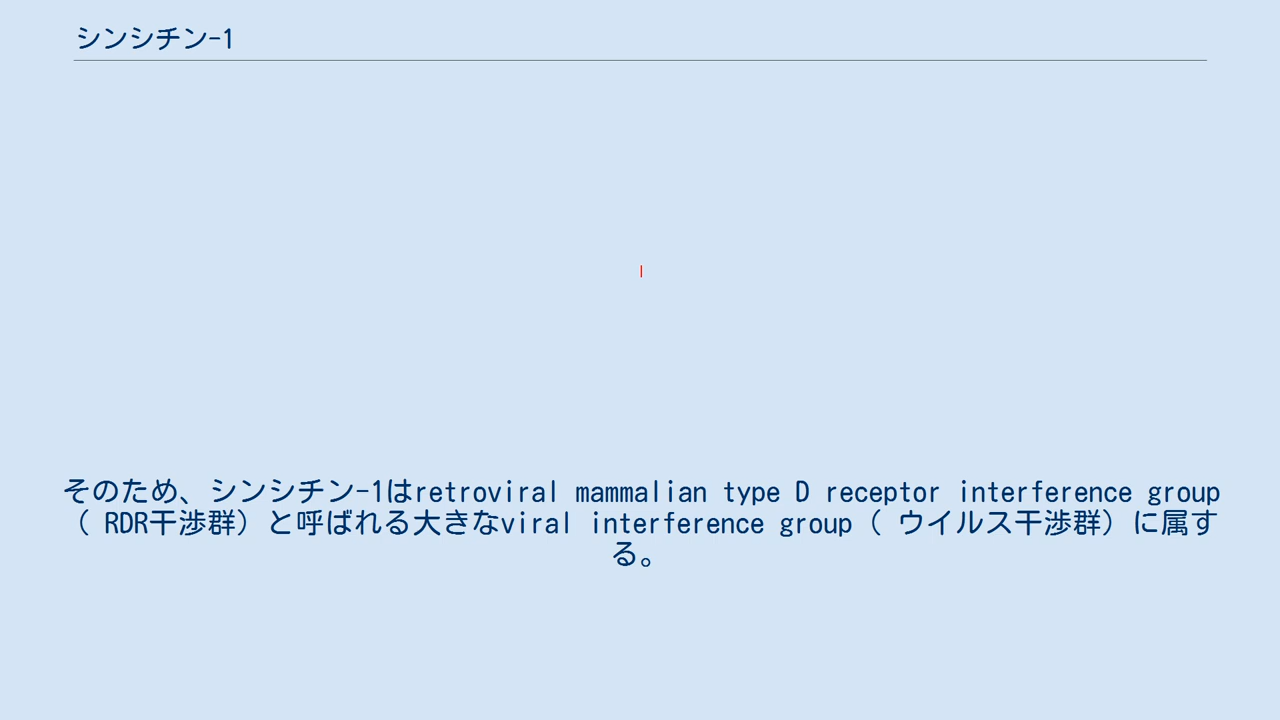 シンシチン-1
そのため、シンシチン-1はretroviral mammalian type D receptor interference group
（ RDR干渉群）と呼ばれる大きなviral interference group（ ウイルス干渉群）に属す
る。